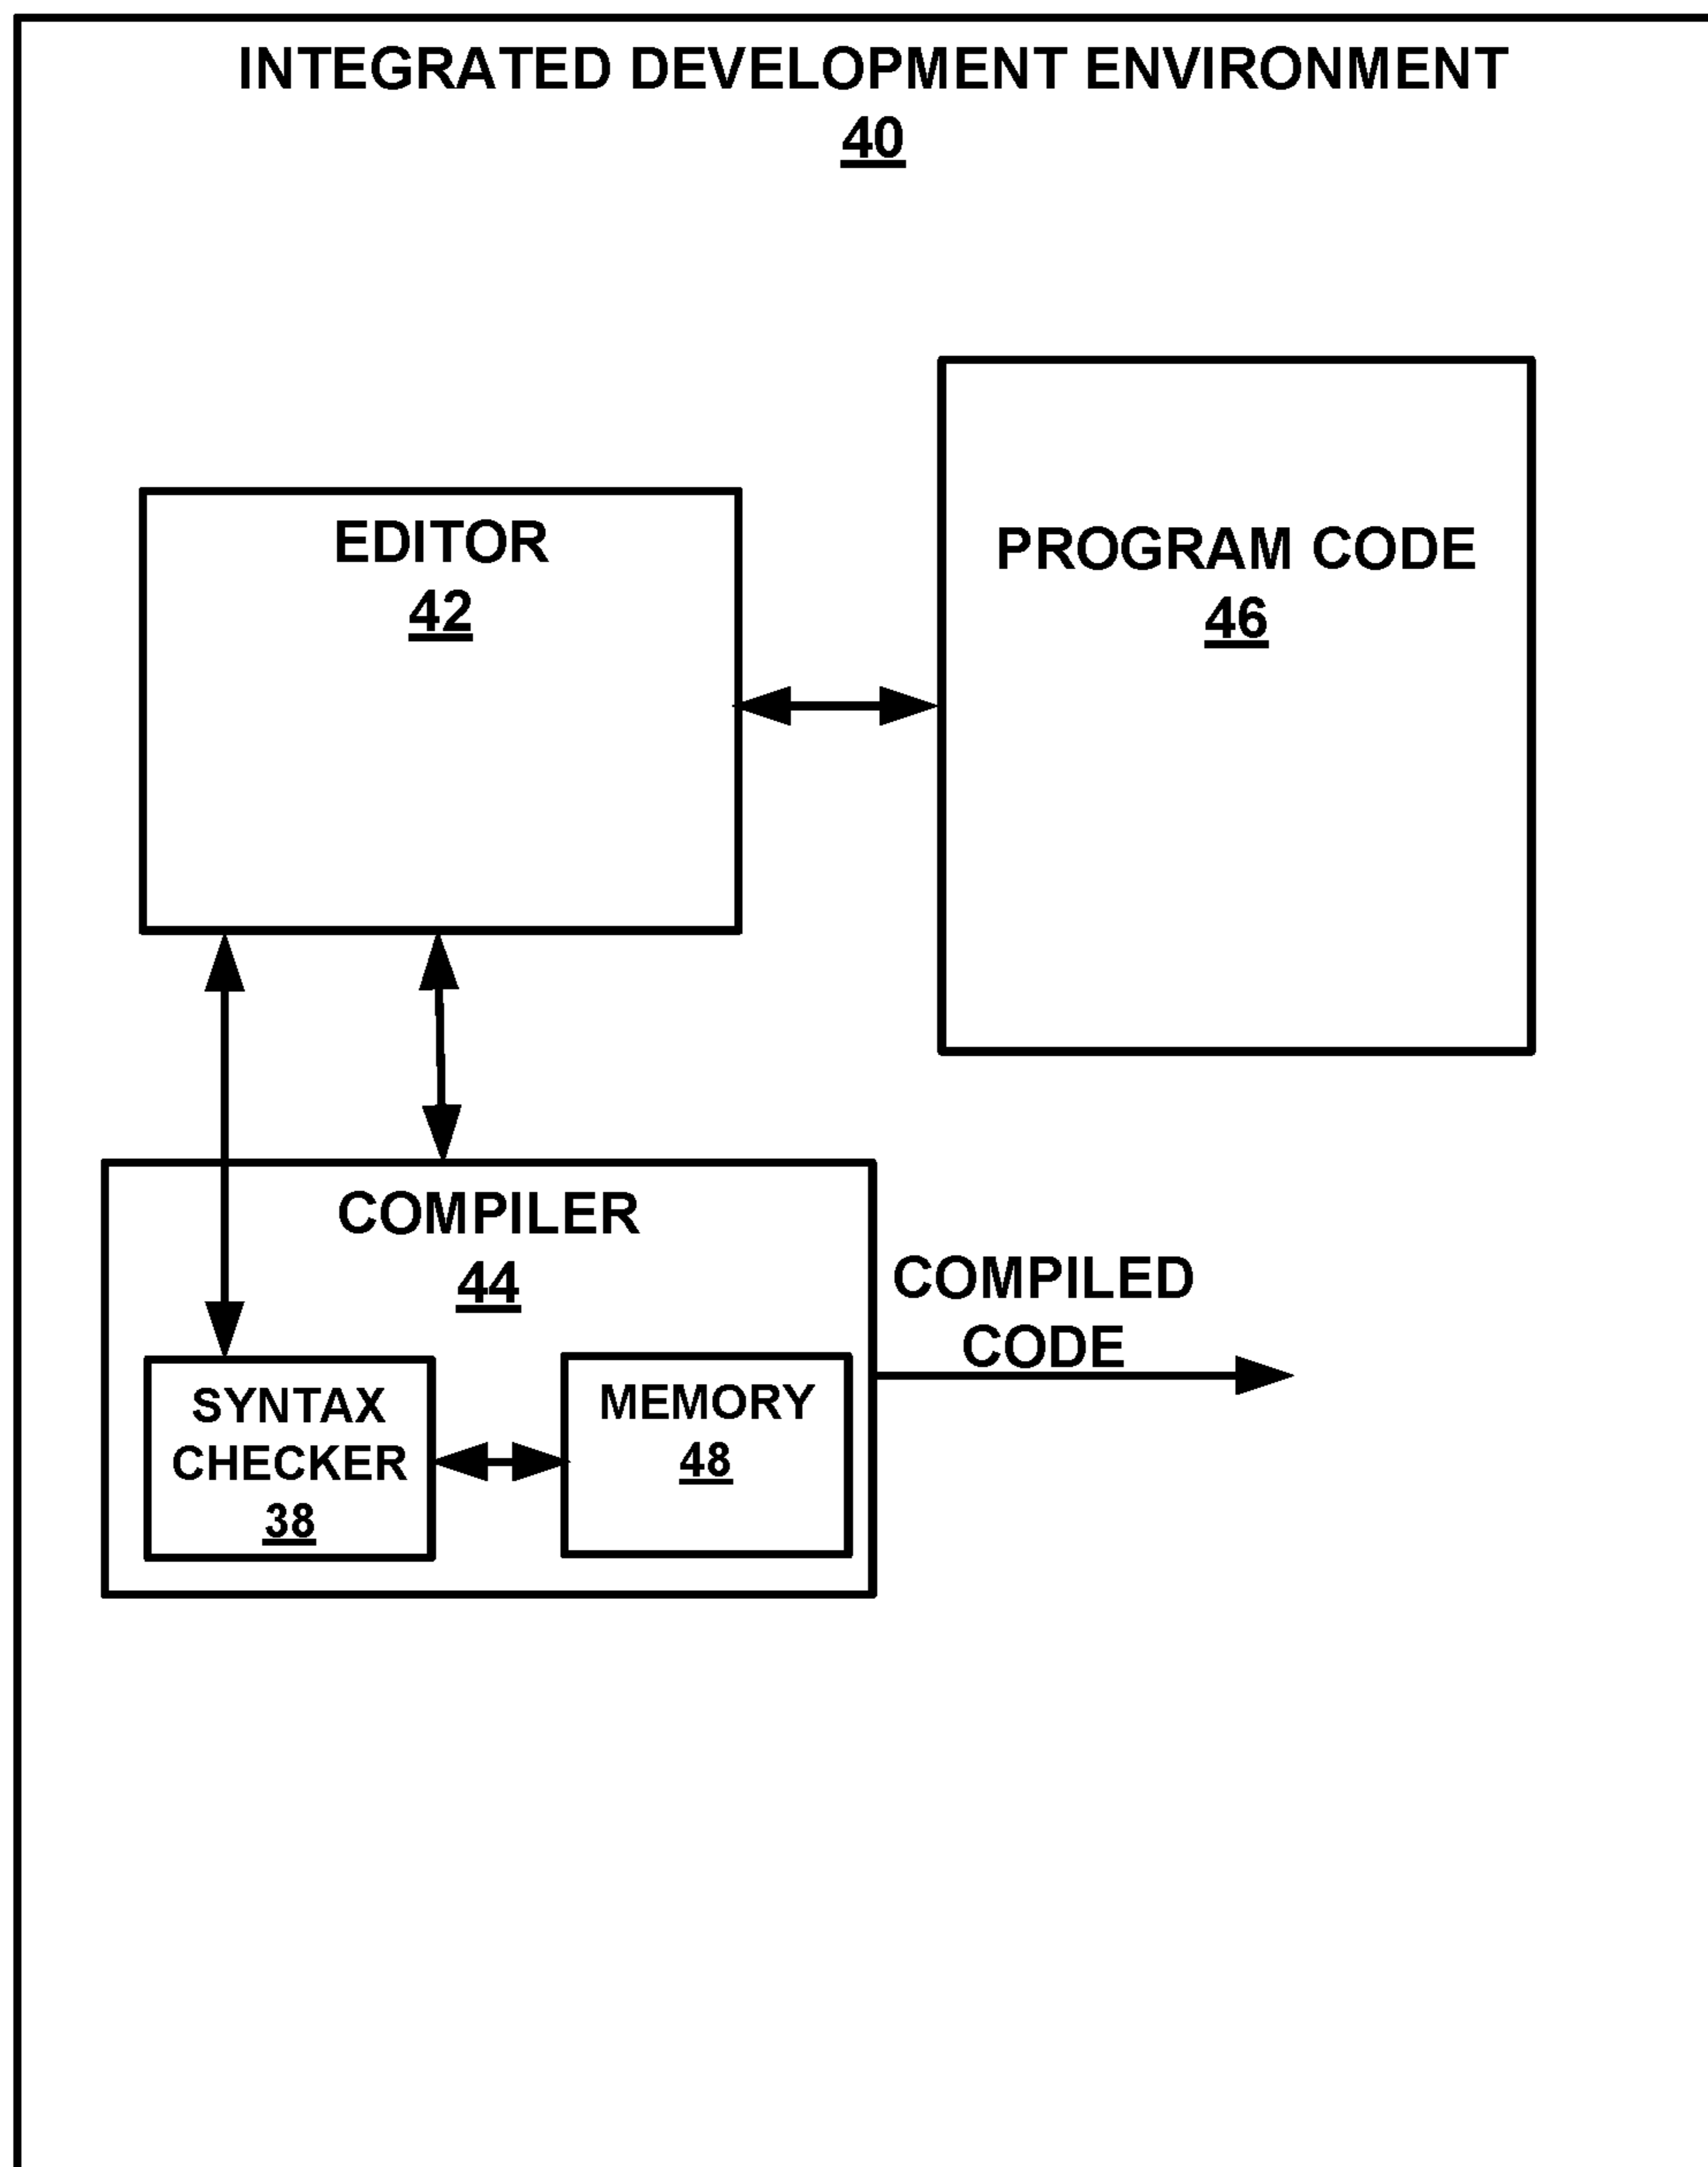 INTEGRATED DEVELOPMENT ENVIRONMENT
40
EDITOR
42
PROGRAM CODE
46
COMPILER
44
COMPILED
CODE
SYNTAX
CHECKER
38
MEMORY
48